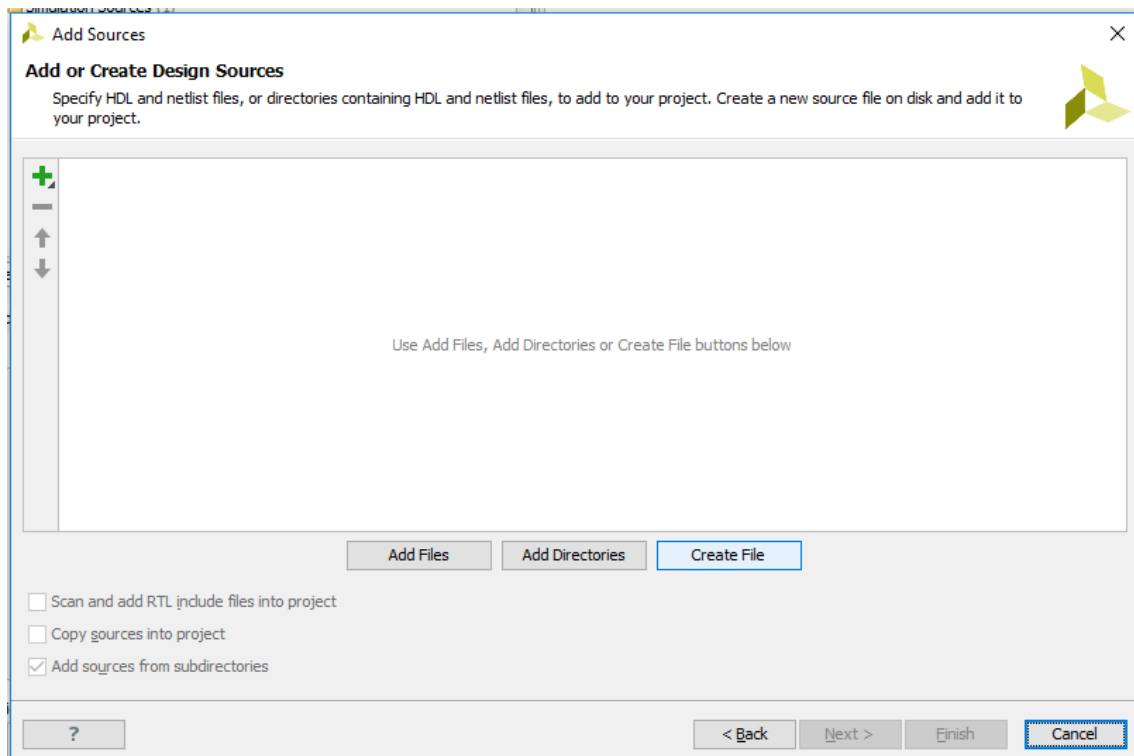 Simulation Sources (1)
Add Sources
Add or Create Design Sources
Specify HDL and netlist files, or directories containing HDL and netlist files, to add to your project. Create a new source file on disk and add it to
your project.
Use Add Files, Add Directories or Create File buttons below
Add Files Add Directories Create File
Scan and add RTL include files into project
Copy sources into project
Add sources from subdirectories
? < Back Next > Finish Cancel